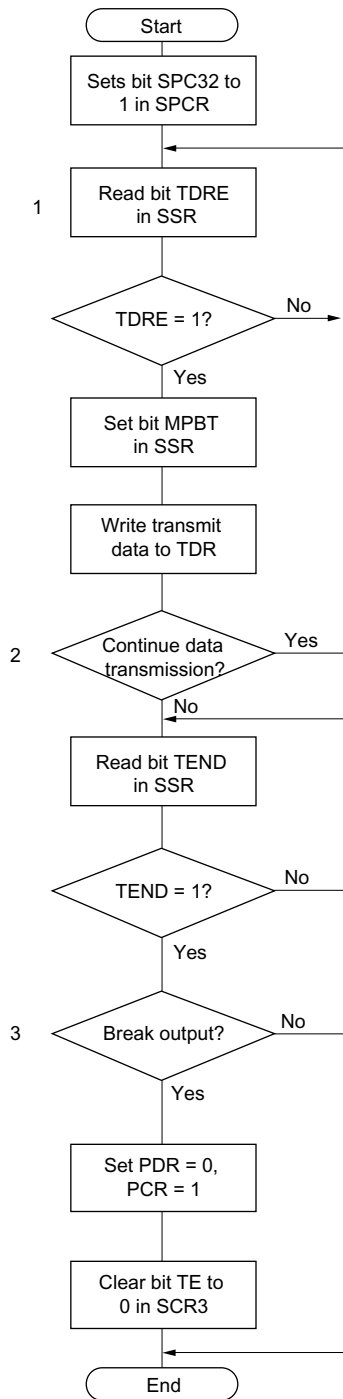 Start
Sets bit SPC32 to
1 in SPCR
1
Read bit TDRE
in SSR
TDRE = 1?
No
Yes
Set bit MPBT
in SSR
Write transmit
data to TDR
2
Continue data
transmission?
Yes
No
Read bit TEND
in SSR
TEND = 1?
No
Yes
3
Break output?
No
Yes
Set PDR = 0,
PCR = 1
Clear bit TE to
0 in SCR3
End